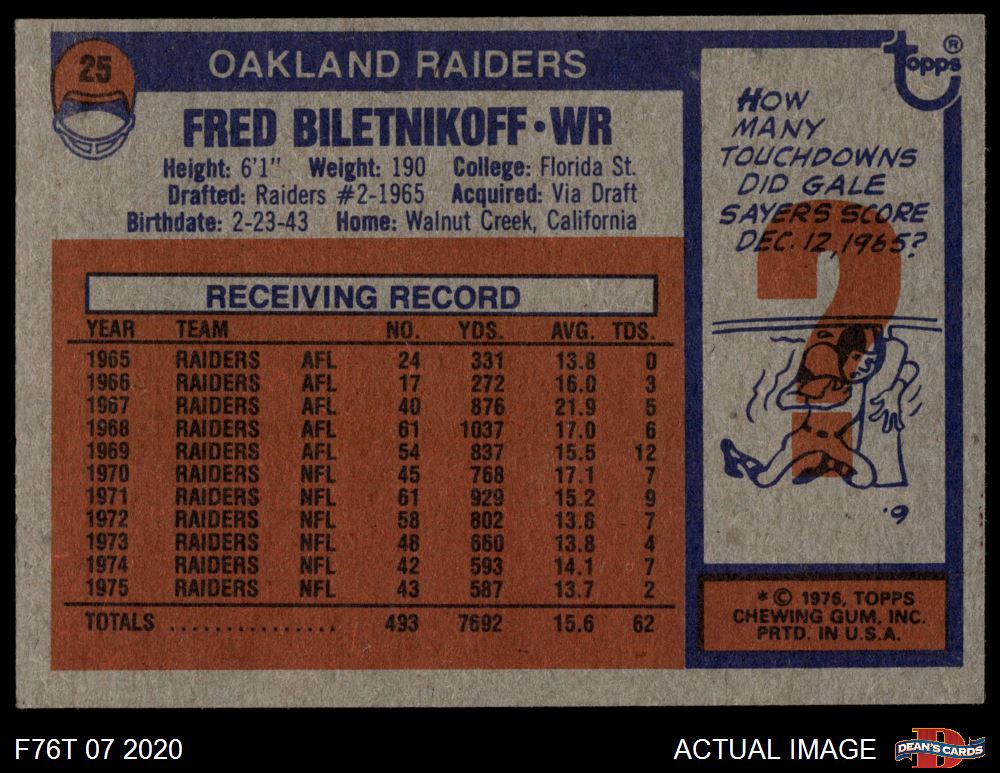 25
OAKLAND RAIDERS
FRED BILETNIKOFF•WR
Height: 6'1" Weight: 190 College: Florida St.
Drafted: Raiders #2-1965 Acquired: Via Draft
Birthdate: 2-23-43 Home: Walnut Creek, California
RECEIVING RECORD
YEAR TEAM NO. YDS. AVG. TDS.
1965 RAIDERS AFL 24 331 13.8 0
1966 RAIDERS AFL 17 272 16.0 3
1967 RAIDERS AFL 40 876 21.9 5
1968 RAIDERS AFL 61 1037 17.0 6
1969 RAIDERS AFL 54 837 15.5 12
1970 RAIDERS NFL 45 768 17.1 7
1971 RAIDERS NFL 61 929 15.2 9
1972 RAIDERS NFL 58 802 13.8 7
1973 RAIDERS NFL 48 660 13.8 4
1974 RAIDERS NFL 42 593 14.1 7
1975 RAIDERS NFL 43 587 13.7 2
TOTALS ................ 493 7692 15.6 62
topps ®
HOW
MANY
TOUCHDOWNS
DID GALE
SAYERS SCORE
DEC. 12, 1965?
?
'9
* © 1976, TOPPS
CHEWING GUM, INC.
PRTD. IN U.S.A.
F76T 07 2020
ACTUAL IMAGE
D
DEAN'S CARDS